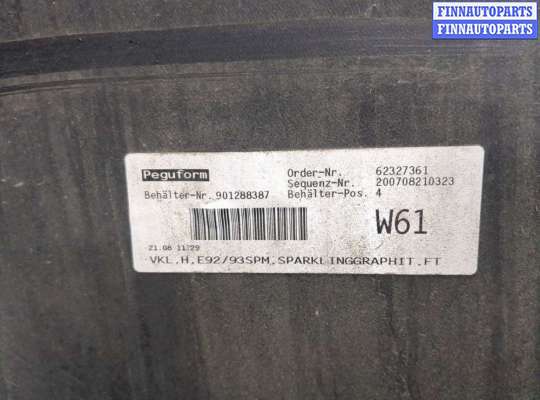 FINNAUTOPARTS
FINNAUTOPARTS
Peguform
Order-Nr. 62327361
Sequenz-Nr. 200708210323
Behälter-Nr. 901288387 Behälter-Pos. 4
W61
21.08 11:29
VKL.H.E92/93SPM.SPARKLINGGRAPHIT.FT